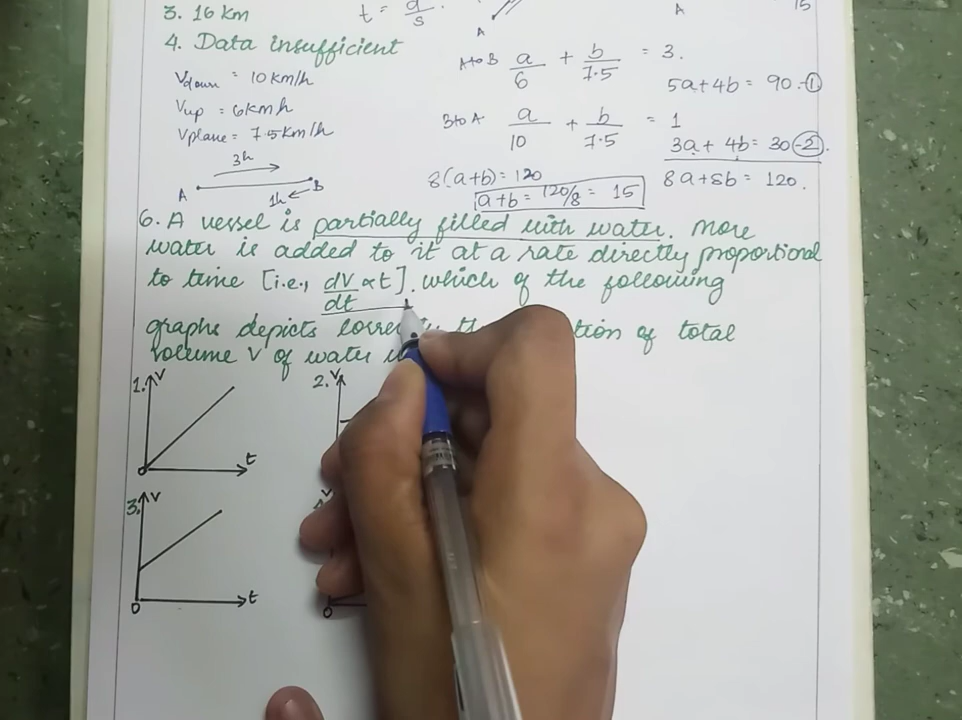 3. 16 km
t = d/s
A
A
15
4. Data insufficient
Vdown = 10 km/h
Vup = 6 km/h
Vplane = 7.5 km/h
3h
A B
1h
A to B a/6 + b/7.5 = 3.
B to A a/10 + b/7.5 = 1
8(a+b) = 120
a+b = 120/8 = 15
5a+4b = 90 -①
3a + 4b = 30 -②.
8a+8b = 120.
6. A vessel is partially filled with water. More
water is added to it at a rate directly proportional
to time [i.e., dV/dt ∝ t]. which of the following
graphs depicts of total
volume V of water
1. V
t
2. V
3. V
0 t
V
0